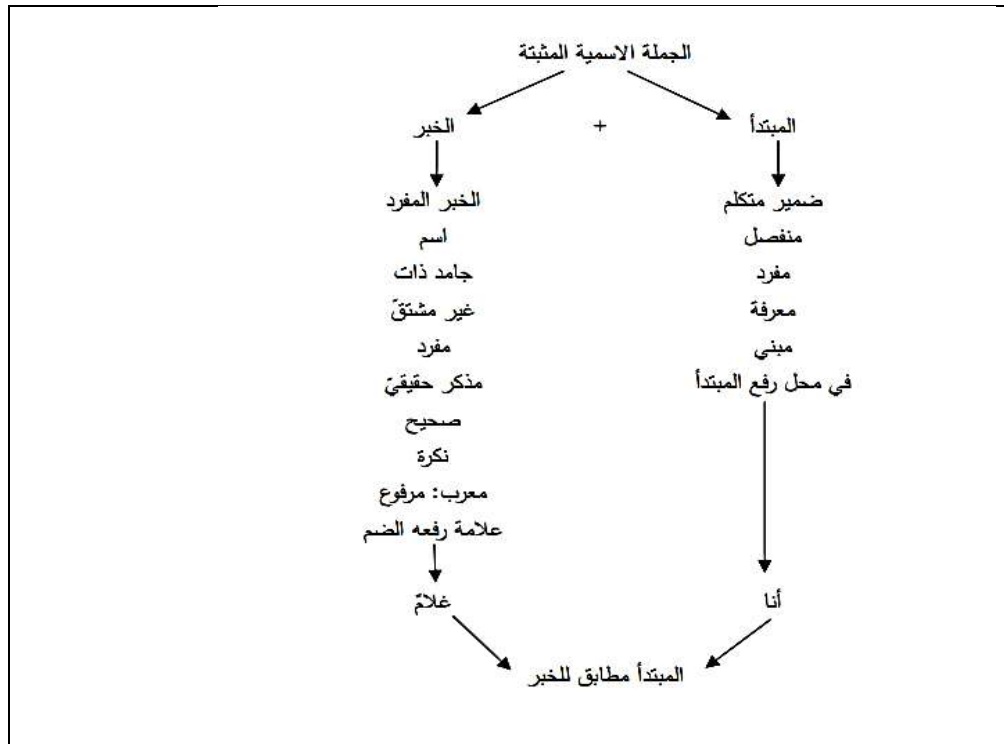 الجملة الاسمية المثبتة
المبتدأ + الخبر
ضمير متكلم
منفصل
مفرد
معرفة
مبني
في محل رفع المبتدأ
أنا
الخبر المفرد
اسم
جامد ذات
غير مشتقّ
مفرد
مذكر حقيقيّ
صحيح
نكرة
معرب: مرفوع
علامة رفعه الضم
غلامٌ
المبتدأ مطابق للخبر